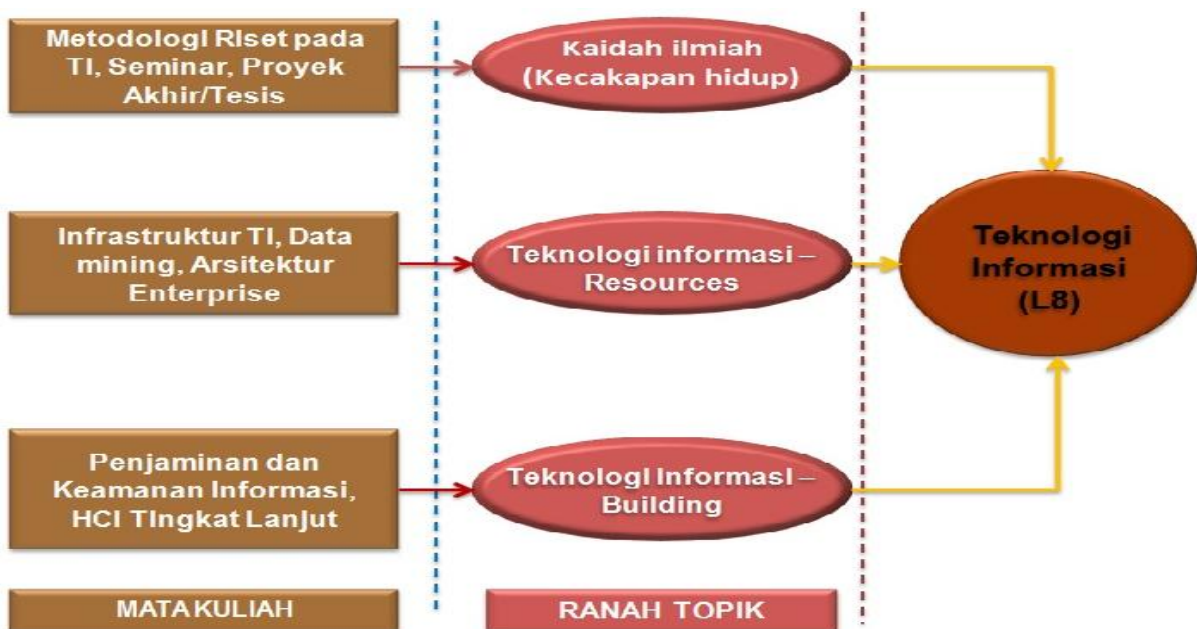 Metodologi Riset pada
TI, Seminar, Proyek
Akhir/Tesis
Kaidah ilmiah
(Kecakapan hidup)
Infrastruktur TI, Data
mining, Arsitektur
Enterprise
Teknologi informasi –
Resources
Teknologi
Informasi
(L8)
Penjaminan dan
Keamanan Informasi,
HCI Tingkat Lanjut
Teknologi Informasi –
Building
MATA KULIAH
RANAH TOPIK